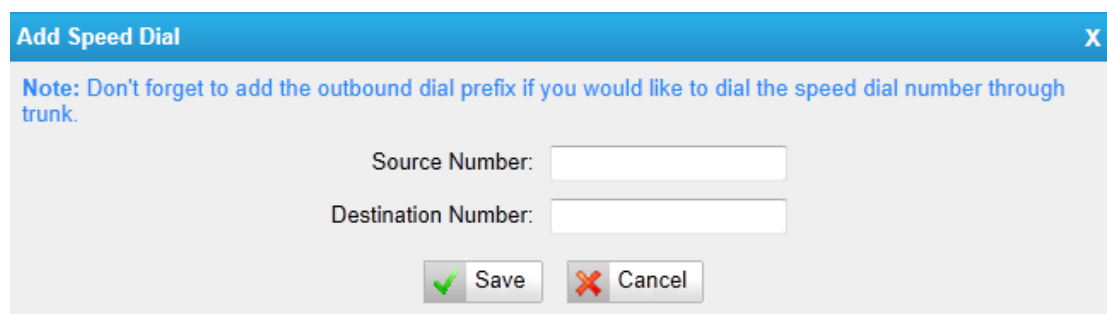 Add Speed Dial X
Note: Don't forget to add the outbound dial prefix if you would like to dial the speed dial number through
trunk.
Source Number:
Destination Number:
Save Cancel